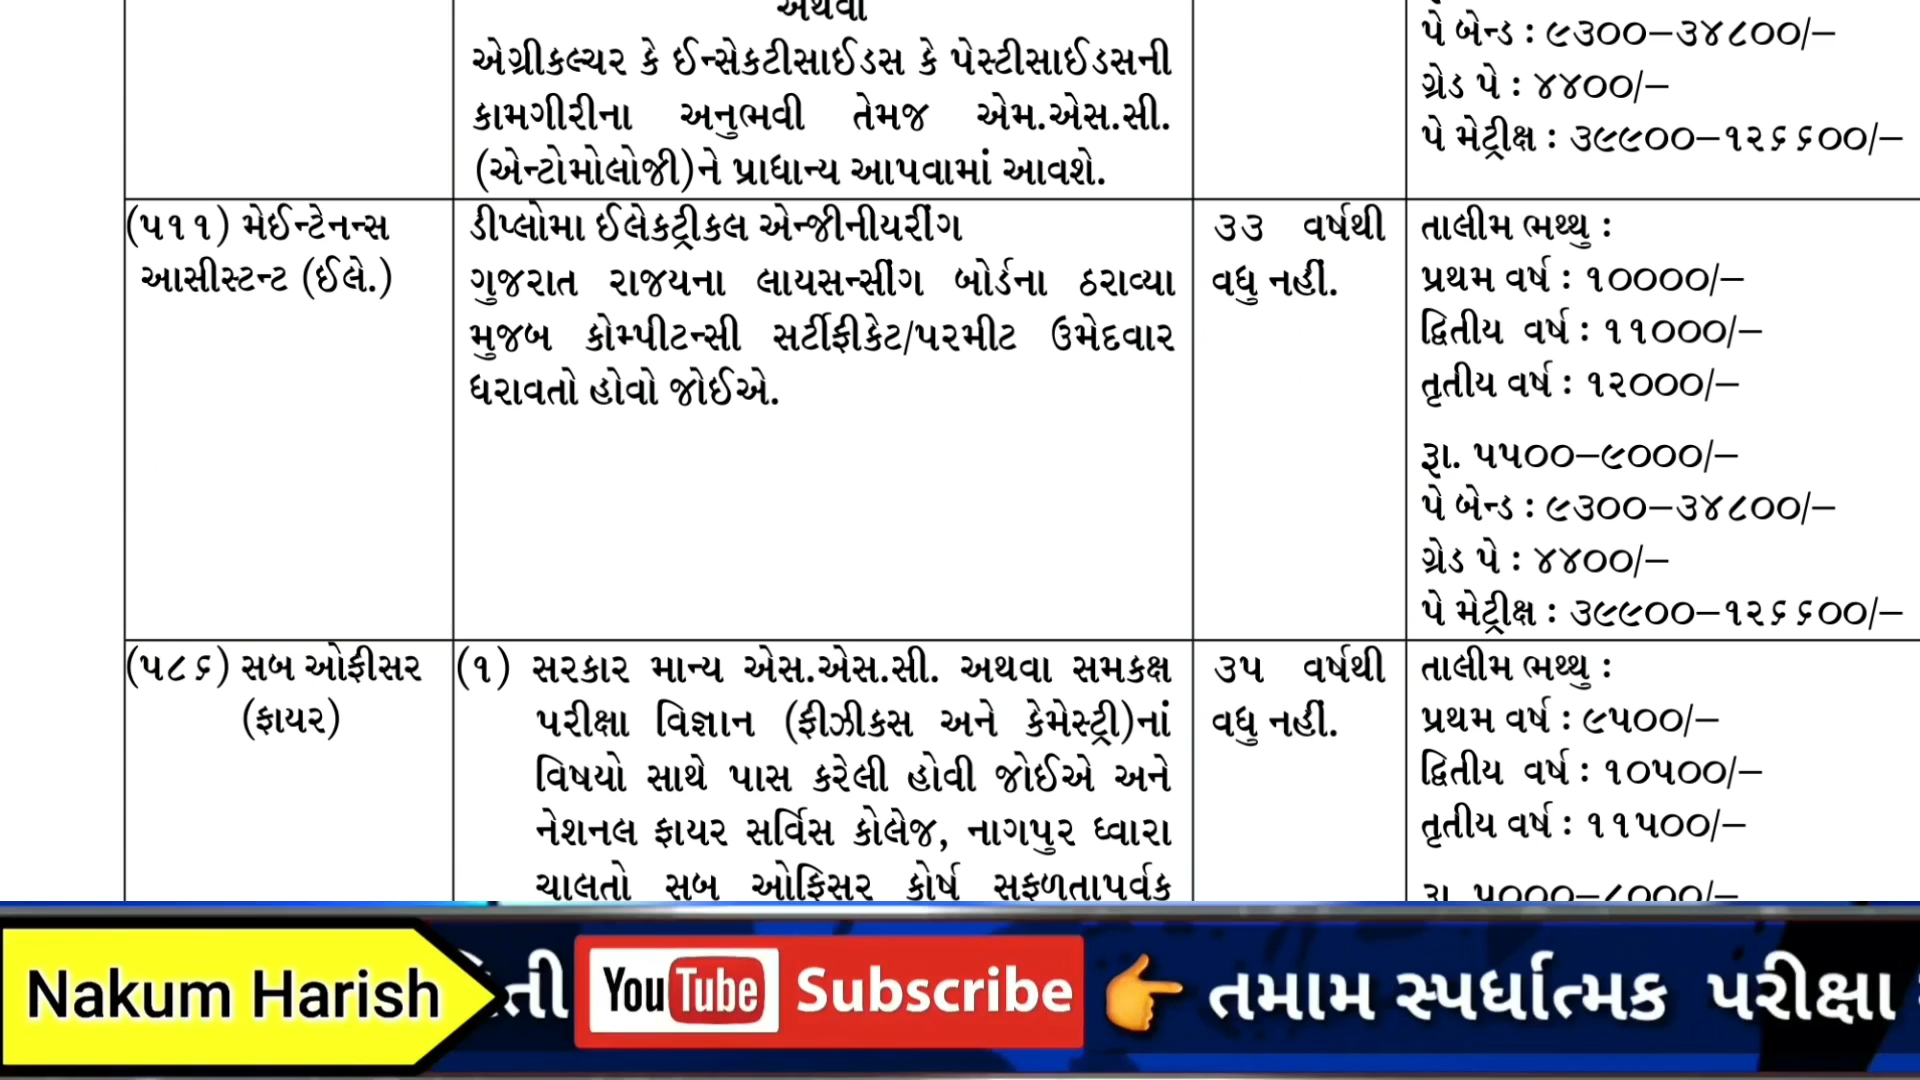 અથવા
એગ્રીકલ્ચર કે ઈન્સેકટીસાઈડસ કે પેસ્ટીસાઈડસની
કામગીરીના અનુભવી તેમજ એમ.એસ.સી.
(એન્ટોમોલોજી)ને પ્રાધાન્ય આપવામાં આવશે.
પે બેન્ડ : ૯૩૦૦–૩૪૮૦૦/–
ગ્રેડ પે : ૪૪૦૦/–
પે મેટ્રીક્ષ : ૩૯૯૦૦–૧૨૬૬૦૦/–
(૫૧૧) મેઈન્ટેનન્સ
આસીસ્ટન્ટ (ઈલે.)
ડીપ્લોમા ઈલેકટ્રીકલ એન્જીનીયરીંગ
ગુજરાત રાજયના લાયસન્સીંગ બોર્ડના ઠરાવ્યા
મુજબ કોમ્પીટન્સી સર્ટીફીકેટ/પરમીટ ઉમેદવાર
ધરાવતો હોવો જોઈએ.
૩૩ વર્ષથી
વધુ નહીં.
તાલીમ ભથ્થુ :
પ્રથમ વર્ષ : ૧૦૦૦૦/–
દ્વિતીય વર્ષ : ૧૧૦૦૦/–
તૃતીય વર્ષ : ૧૨૦૦૦/–
રૂા. ૫૫૦૦–૯૦૦૦/–
પે બેન્ડ : ૯૩૦૦–૩૪૮૦૦/–
ગ્રેડ પે : ૪૪૦૦/–
પે મેટ્રીક્ષ : ૩૯૯૦૦–૧૨૬૬૦૦/–
(૫૮૬) સબ ઓફીસર
(ફાયર)
(૧) સરકાર માન્ય એસ.એસ.સી. અથવા સમકક્ષ
પરીક્ષા વિજ્ઞાન (ફીઝીકસ અને કેમેસ્ટ્રી)નાં
વિષયો સાથે પાસ કરેલી હોવી જોઈએ અને
નેશનલ ફાયર સર્વિસ કોલેજ, નાગપુર ધ્વારા
ચાલતો સબ ઓફિસર કોર્ષ સફળતાપર્વક
૩૫ વર્ષથી
વધુ નહીં.
તાલીમ ભથ્થુ :
પ્રથમ વર્ષ : ૯૫૦૦/–
દ્વિતીય વર્ષ : ૧૦૫૦૦/–
તૃતીય વર્ષ : ૧૧૫૦૦/–
રૂા. ૫૦૦૦–૮૦૦૦/–
Nakum Harish
YouTube Subscribe 👉 તમામ સ્પર્ધાત્મક પરીક્ષા